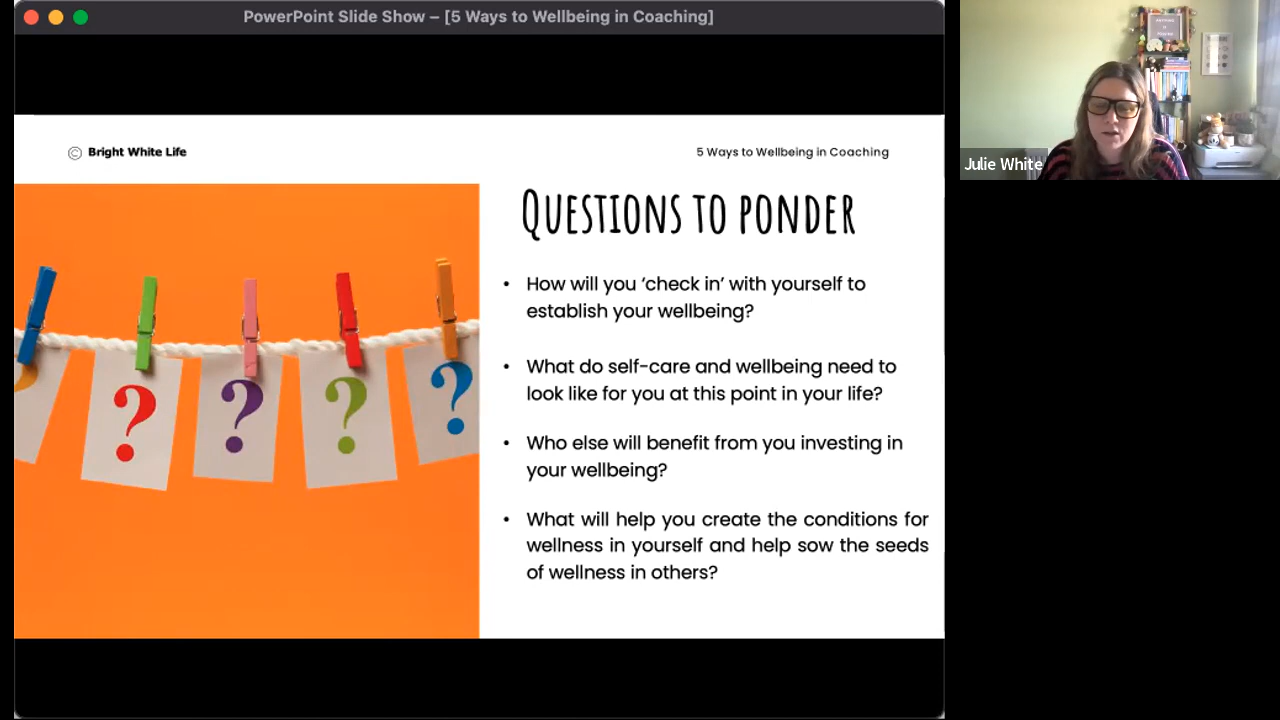 PowerPoint Slide Show – [5 Ways to Wellbeing in Coaching]
© Bright White Life
5 Ways to Wellbeing in Coaching
QUESTIONS TO PONDER
• How will you ‘check in’ with yourself to
establish your wellbeing?
• What do self-care and wellbeing need to
look like for you at this point in your life?
• Who else will benefit from you investing in
your wellbeing?
• What will help you create the conditions for
wellness in yourself and help sow the seeds
of wellness in others?
? ? ? ?
Julie White